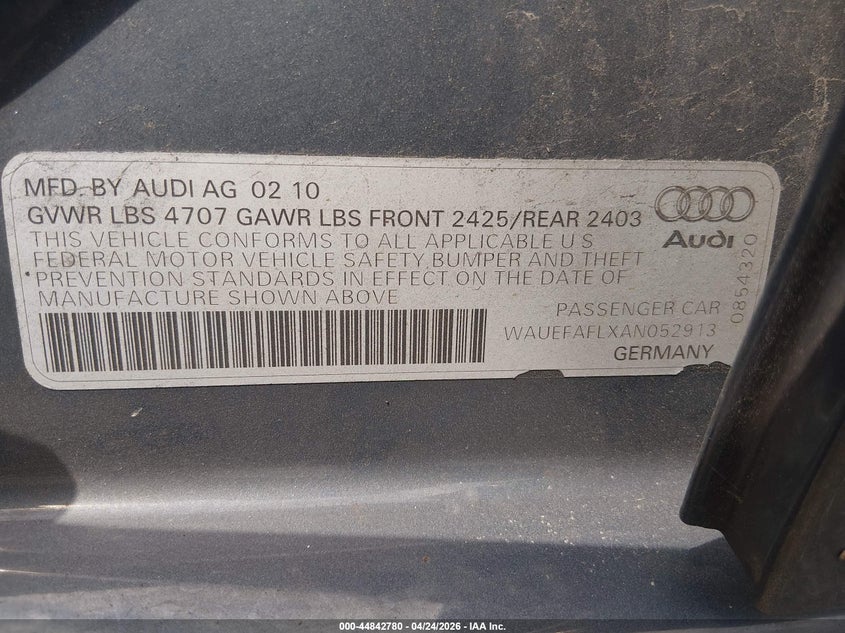 MFD. BY AUDI AG 02 10
GVWR LBS 4707 GAWR LBS FRONT 2425/REAR 2403
THIS VEHICLE CONFORMS TO ALL APPLICABLE U S
FEDERAL MOTOR VEHICLE SAFETY BUMPER AND THEFT
PREVENTION STANDARDS IN EFFECT ON THE DATE OF
MANUFACTURE SHOWN ABOVE
Audi
0854320
PASSENGER CAR
WAUEFAFLXAN052913
GERMANY
000-44842780 - 04/24/2026 - IAA Inc.